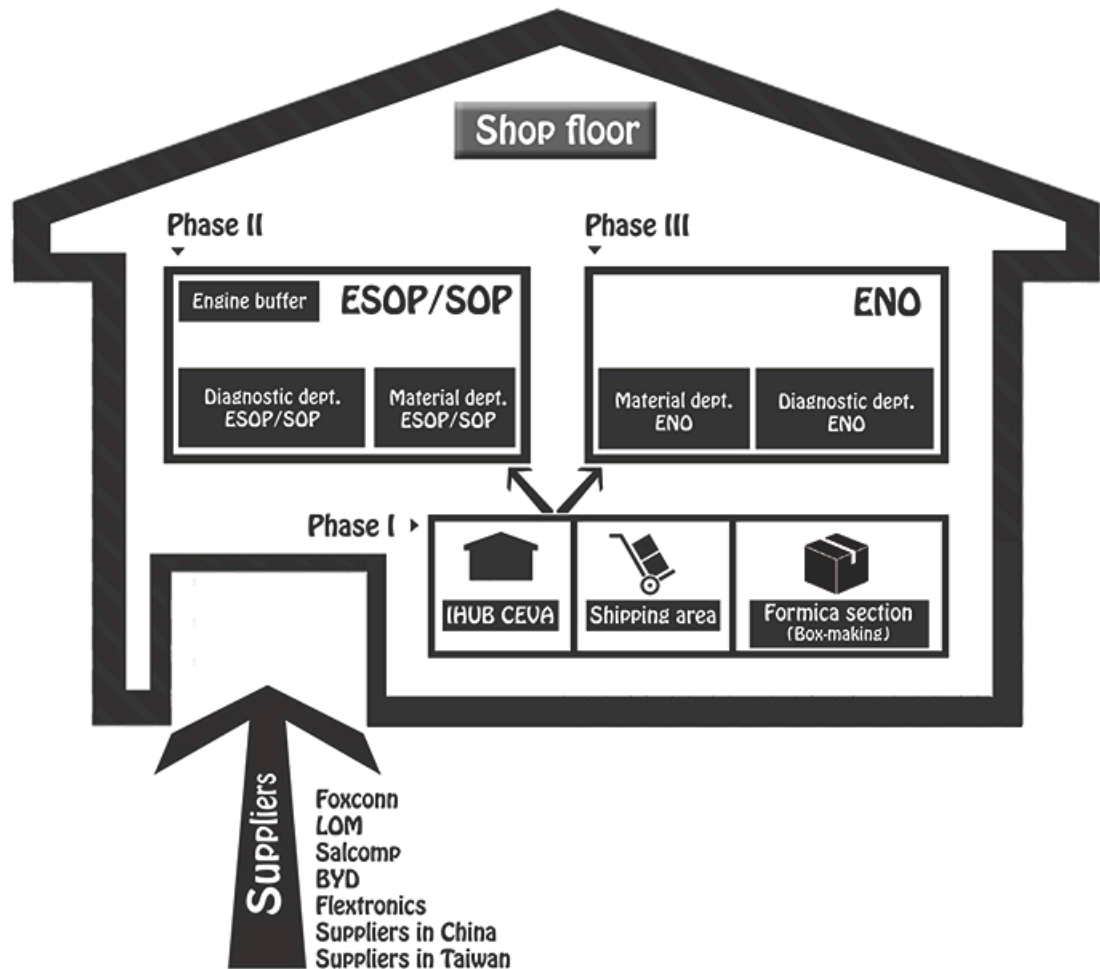 Shop floor
Phase II
Engine buffer
ESOP/SOP
Diagnostic dept.
ESOP/SOP
Material dept.
ESOP/SOP
Phase III
ENO
Material dept.
ENO
Diagnostic dept.
ENO
Phase I
IHUB CEVA
Shipping area
Formica section
(Box-making)
Suppliers
Foxconn
LOM
Salcomp
BYD
Flextronics
Suppliers in China
Suppliers in Taiwan